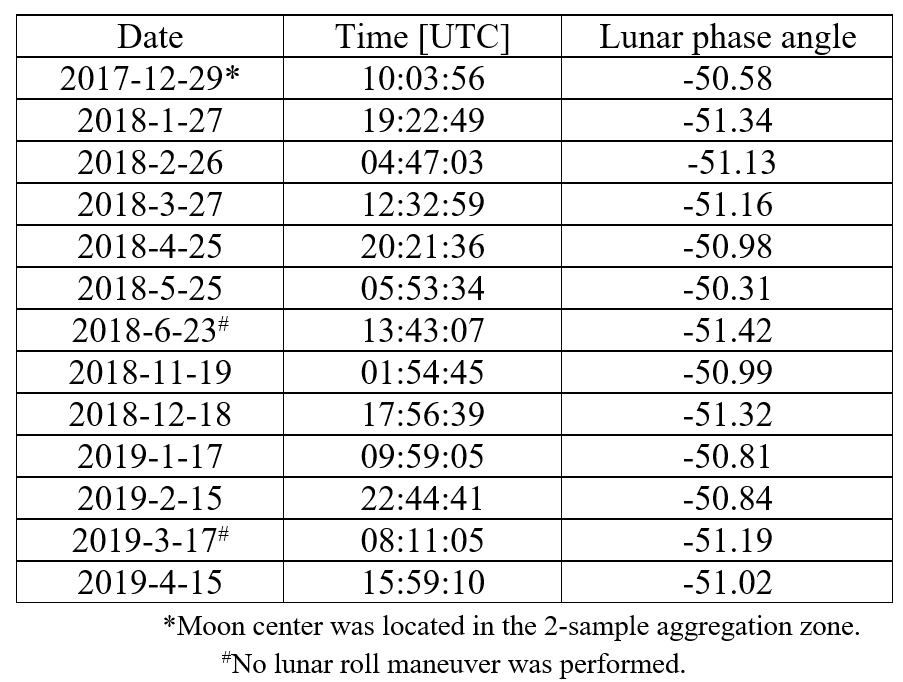 Date Time [UTC] Lunar phase angle
2017-12-29* 10:03:56 -50.58
2018-1-27 19:22:49 -51.34
2018-2-26 04:47:03 -51.13
2018-3-27 12:32:59 -51.16
2018-4-25 20:21:36 -50.98
2018-5-25 05:53:34 -50.31
2018-6-23# 13:43:07 -51.42
2018-11-19 01:54:45 -50.99
2018-12-18 17:56:39 -51.32
2019-1-17 09:59:05 -50.81
2019-2-15 22:44:41 -50.84
2019-3-17# 08:11:05 -51.19
2019-4-15 15:59:10 -51.02
*Moon center was located in the 2-sample aggregation zone.
#No lunar roll maneuver was performed.